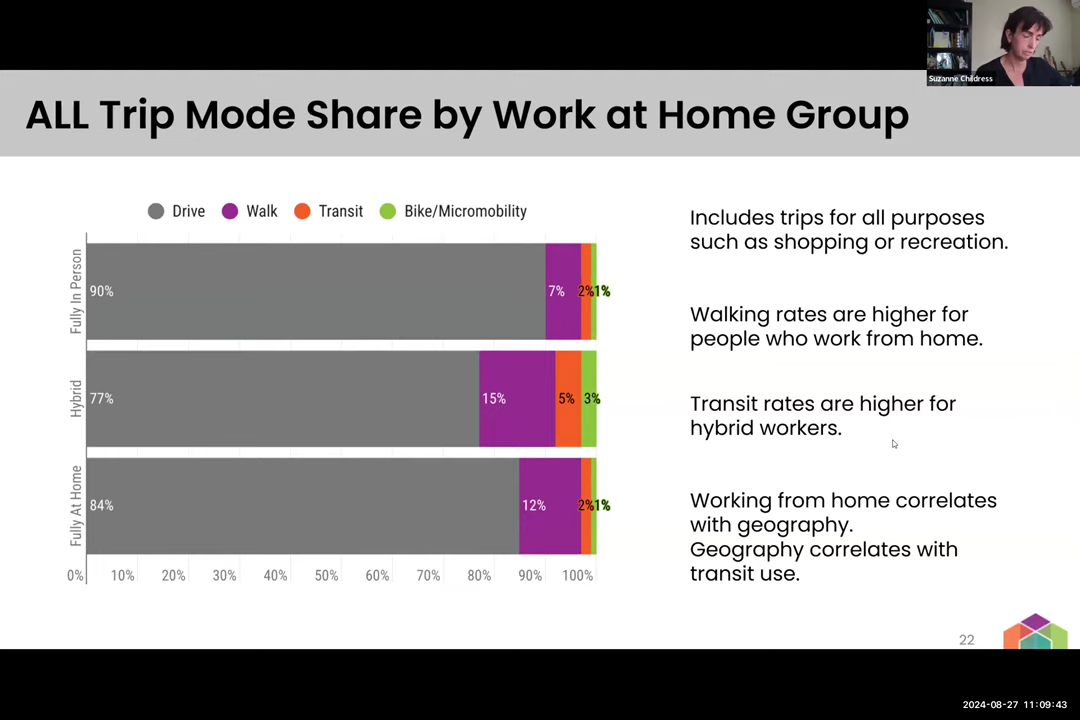 Suzanne Childress
ALL Trip Mode Share by Work at Home Group
Drive Walk Transit Bike/Micromobility
Fully In Person
90% 7% 2% 1%
Hybrid
77% 15% 5% 3%
Fully At Home
84% 12% 2% 1%
0% 10% 20% 30% 40% 50% 60% 70% 80% 90% 100%
Includes trips for all purposes
such as shopping or recreation.
Walking rates are higher for
people who work from home.
Transit rates are higher for
hybrid workers.
Working from home correlates
with geography.
Geography correlates with
transit use.
22
2024-08-27 11:09:43